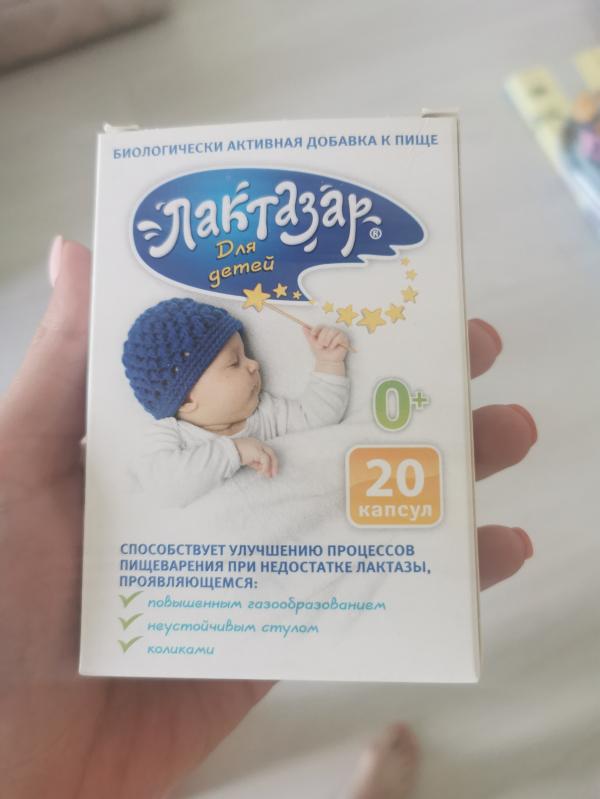 БИОЛОГИЧЕСКИ АКТИВНАЯ ДОБАВКА К ПИЩЕ
Лактазар®
Для
детей
0+
20
капсул
СПОСОБСТВУЕТ УЛУЧШЕНИЮ ПРОЦЕССОВ
ПИЩЕВАРЕНИЯ ПРИ НЕДОСТАТКЕ ЛАКТАЗЫ,
ПРОЯВЛЯЮЩЕМСЯ:
повышенным газообразованием
неустойчивым стулом
коликами